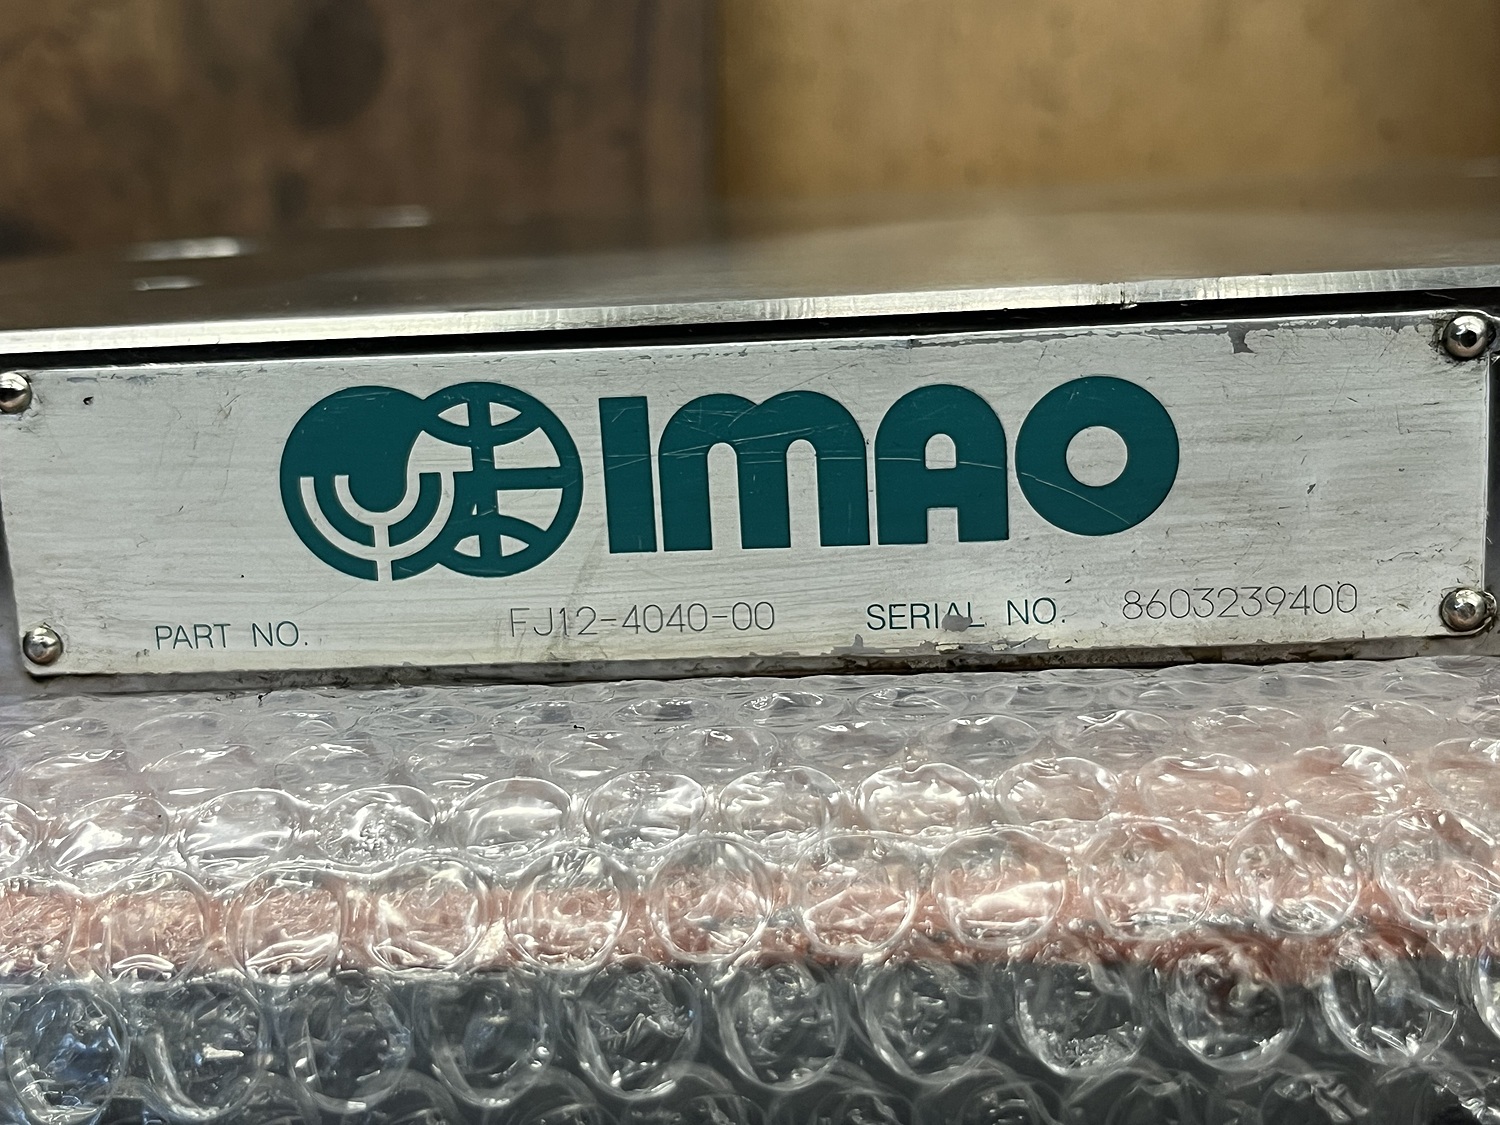 IMAO
PART NO. FJ12-4040-00 SERIAL NO. 8603239400